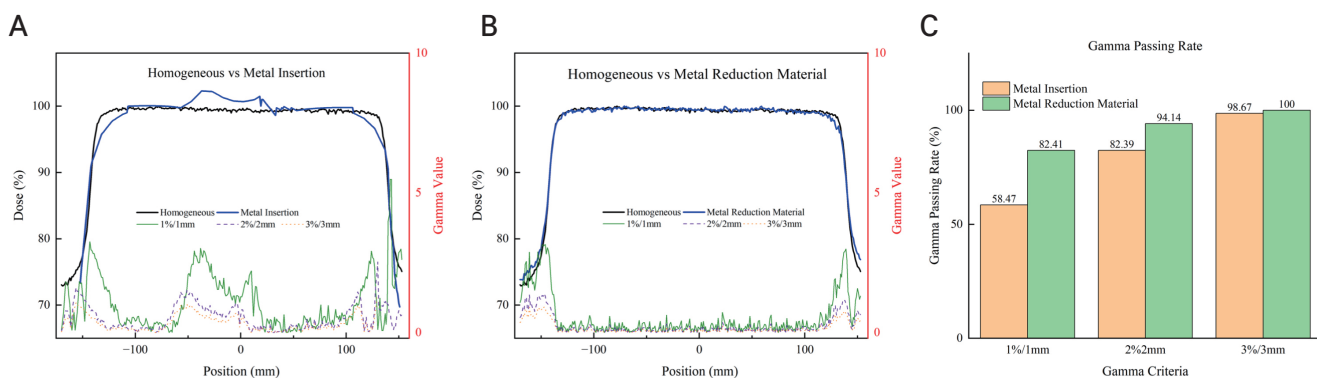 A
Homogeneous vs Metal Insertion
Dose (%)
100
90
80
70
10
5
0
Gamma Value
Homogeneous
Metal Insertion
1%/1mm
2%/2mm
3%/3mm
−100
0
100
Position (mm)
B
Homogeneous vs Metal Reduction Material
Dose (%)
100
90
80
70
10
5
0
Gamma Value
Homogeneous
Metal Reduction Material
1%/1mm
2%/2mm
3%/3mm
−100
0
100
Position (mm)
C
Gamma Passing Rate
Metal Insertion
Metal Reduction Material
Gamma Passing Rate (%)
100
50
0
58.47
82.41
82.39
94.14
98.67
100
1%/1mm
2%2mm
3%/3mm
Gamma Criteria